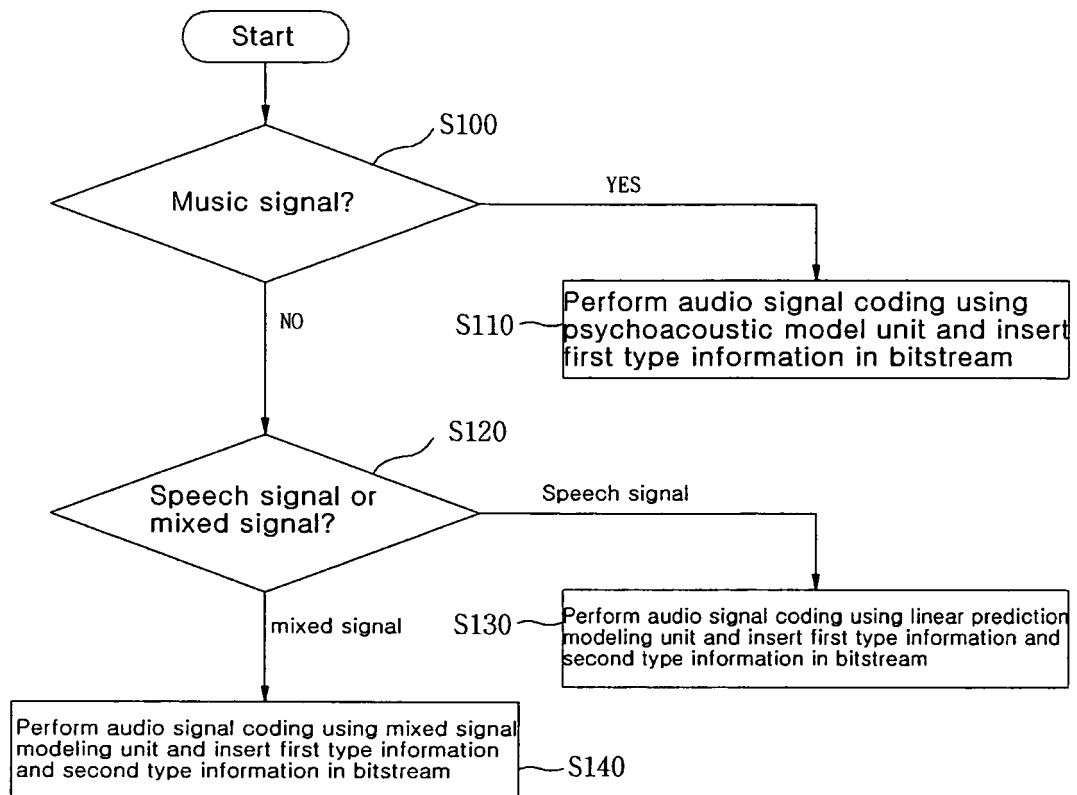 Start
S100
Music signal?
YES
Perform audio signal coding using
psychoacoustic model unit and insert
first type information in bitstream
S110
NO
S120
Speech signal or
mixed signal?
Speech signal
Perform audio signal coding using linear prediction
modeling unit and insert first type information and
second type information in bitstream
S130
mixed signal
Perform audio signal coding using mixed signal
modeling unit and insert first type information
and second type information in bitstream
S140